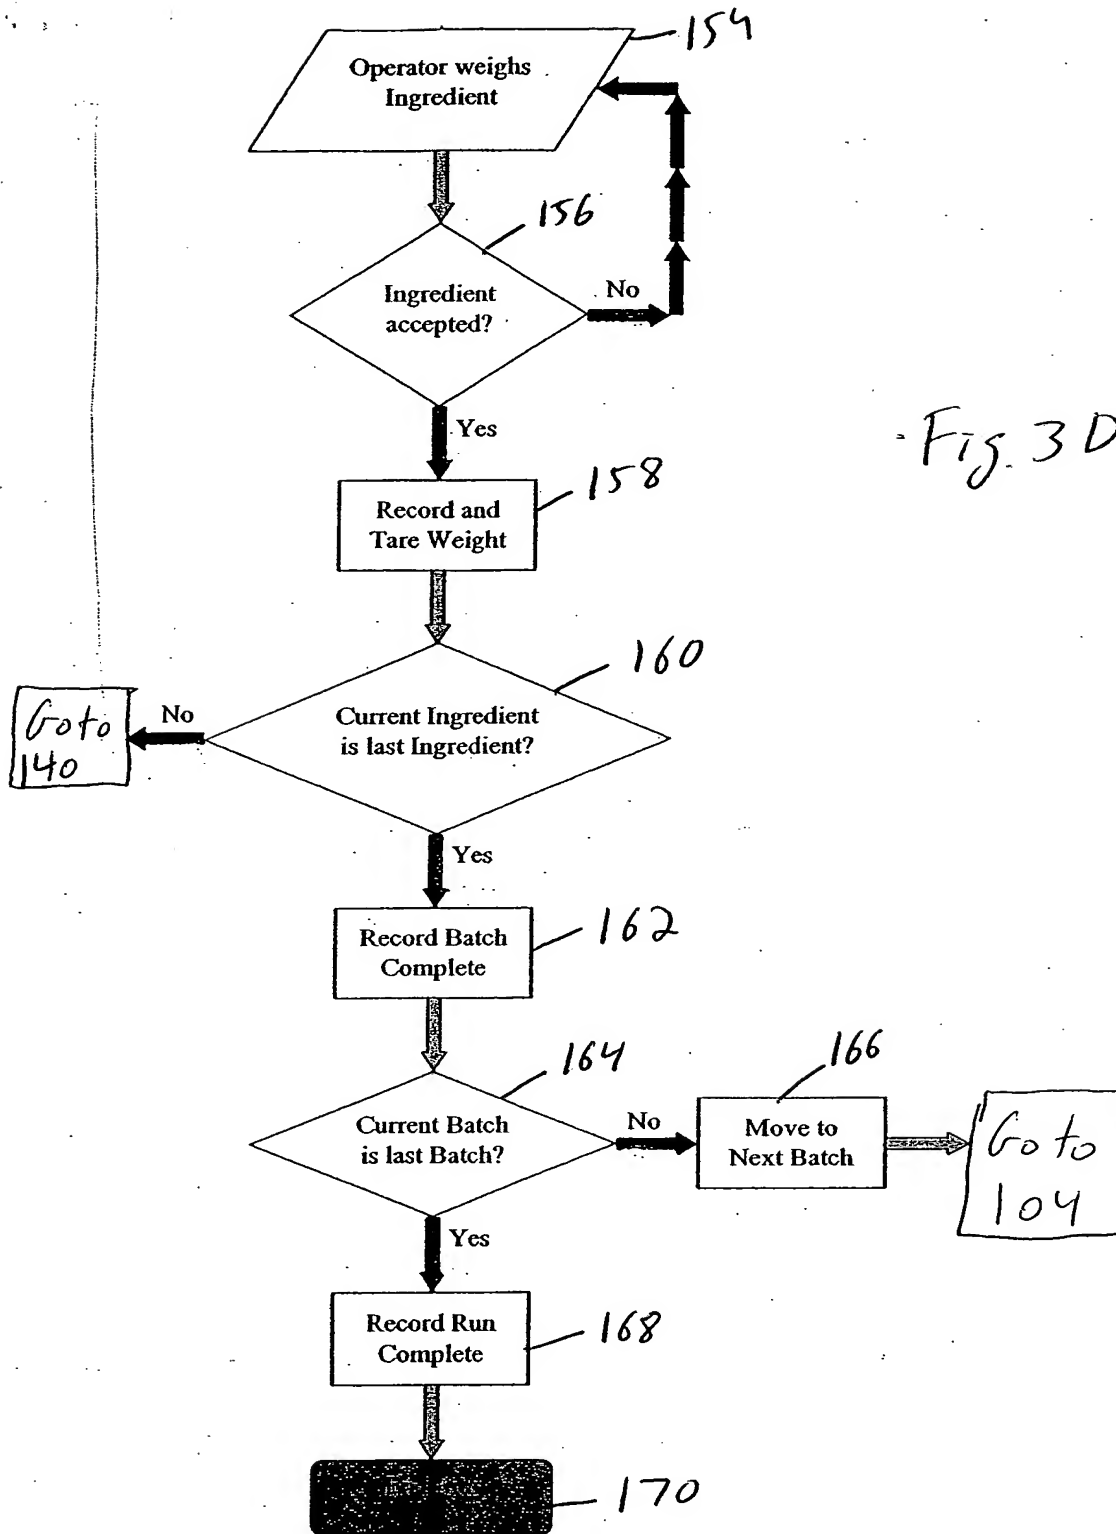 154
Operator weighs
Ingredient
156
Ingredient
accepted?
No
Yes
Fig. 3D
158
Record and
Tare Weight
160
Current Ingredient
is last Ingredient?
No
Go to
140
Yes
Record Batch
Complete
162
164
Current Batch
is last Batch?
No
166
Move to
Next Batch
Go to
104
Yes
Record Run
Complete
168
170